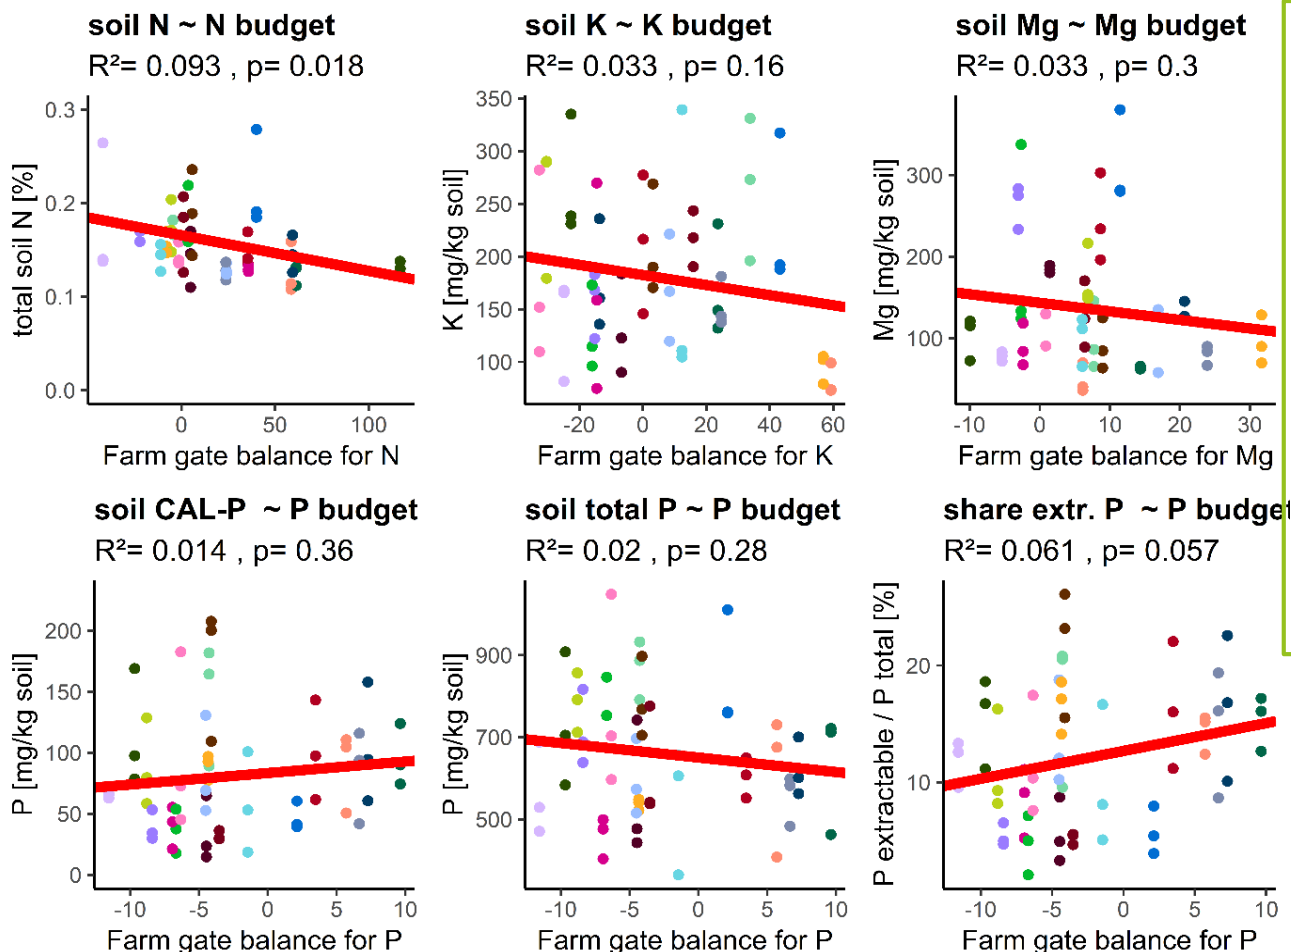 soil N ~ N budget
R²= 0.093 , p= 0.018
0.3
0.2
0.1
0.0
total soil N [%]
0
50
100
Farm gate balance for N
soil K ~ K budget
R²= 0.033 , p= 0.16
350
300
250
200
150
100
K [mg/kg soil]
-20
0
20
40
60
Farm gate balance for K
soil Mg ~ Mg budget
R²= 0.033 , p= 0.3
300
200
100
Mg [mg/kg soil]
-10
0
10
20
30
Farm gate balance for Mg
soil CAL-P ~ P budget
R²= 0.014 , p= 0.36
200
150
100
50
0
P [mg/kg soil]
-10
-5
0
5
10
Farm gate balance for P
soil total P ~ P budget
R²= 0.02 , p= 0.28
900
700
500
P [mg/kg soil]
-10
-5
0
5
10
Farm gate balance for P
share extr. P ~ P budget
R²= 0.061 , p= 0.057
20
10
P extractable / P total [%]
-10
-5
0
5
10
Farm gate balance for P